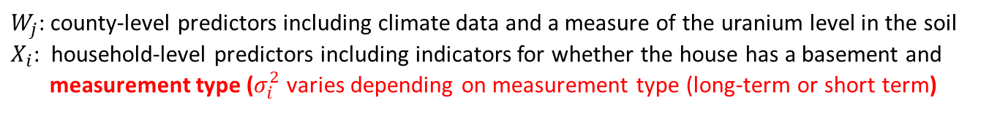 W_j: county-level predictors including climate data and a measure of the uranium level in the soil
X_i: household-level predictors including indicators for whether the house has a basement and
measurement type (σ_i^2 varies depending on measurement type (long-term or short term)